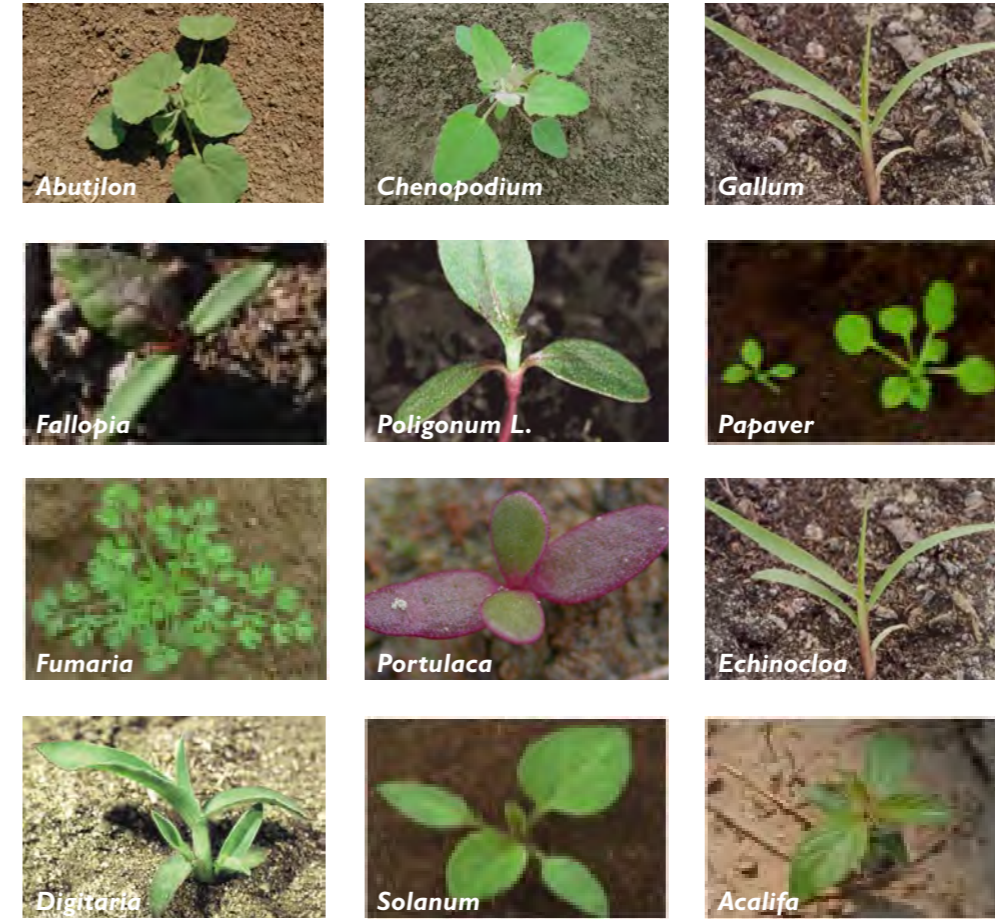 Abutilon
Chenopodium
Gallum
Fallopia
Poligonum L.
Papaver
Fumaria
Portulaca
Echinocloa
Digitaria
Solanum
Acalifa